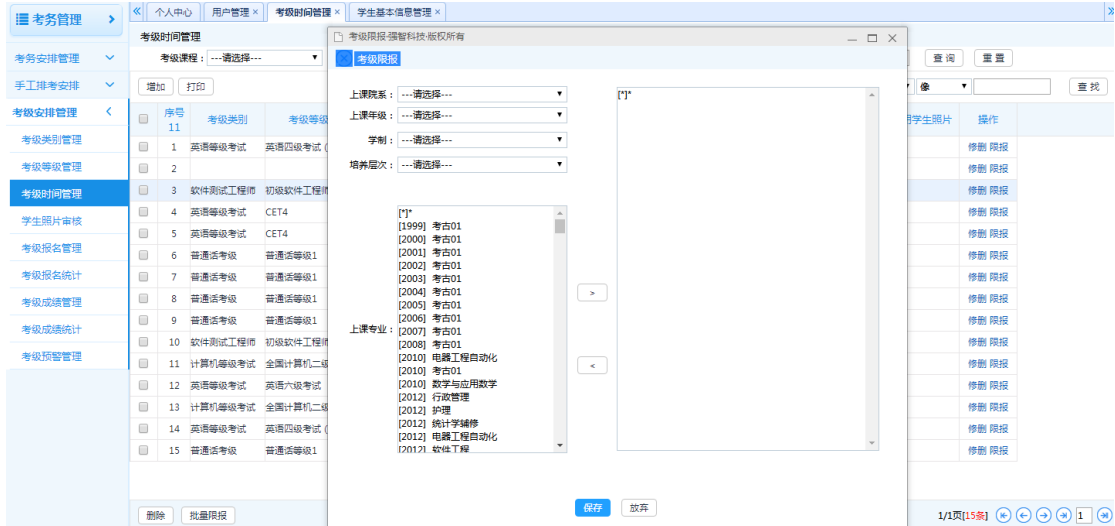 考务管理
个人中心 用户管理 × 考级时间管理 × 学生基本信息管理 ×
考级时间管理
考务安排管理
手工排考安排
考级安排管理
考级类别管理
考级等级管理
考级时间管理
学生照片审核
考级报名管理
考级报名统计
考级成绩管理
考级成绩统计
考级预警管理
考级课程： ---请选择---
查 询 重 置
增加 打印
像 查 找
序号 11 考级类别 考级等级 学生照片 操作
1 英语等级考试 英语四级考试 ( 修删 限报
2 修删 限报
3 软件测试工程师 初级软件工程师 修删 限报
4 英语等级考试 CET4 修删 限报
5 英语等级考试 CET4 修删 限报
6 普通话考级 普通话等级1 修删 限报
7 普通话考级 普通话等级1 修删 限报
8 普通话考级 普通话等级1 修删 限报
9 普通话考级 普通话等级1 修删 限报
10 软件测试工程师 初级软件工程师 修删 限报
11 计算机等级考试 全国计算机二级 修删 限报
12 英语等级考试 英语六级考试 修删 限报
13 计算机等级考试 全国计算机二级 修删 限报
14 英语等级考试 英语四级考试 ( 修删 限报
15 普通话考级 普通话等级1 修删 限报
删除 批量限报
1/1页[15条] 1
考级限报-强智科技-版权所有
考级限报
上课院系： ---请选择---
上课年级： ---请选择---
学制： ---请选择---
培养层次： ---请选择---
上课专业：
[*]*
[1999] 考古01
[2000] 考古01
[2001] 考古01
[2002] 考古01
[2003] 考古01
[2004] 考古01
[2005] 考古01
[2006] 考古01
[2007] 考古01
[2008] 考古01
[2010] 电器工程自动化
[2010] 考古01
[2010] 数学与应用数学
[2012] 行政管理
[2012] 护理
[2012] 统计学辅修
[2012] 电器工程自动化
[2012] 软件工程
>
<
[*]*
保存 放弃